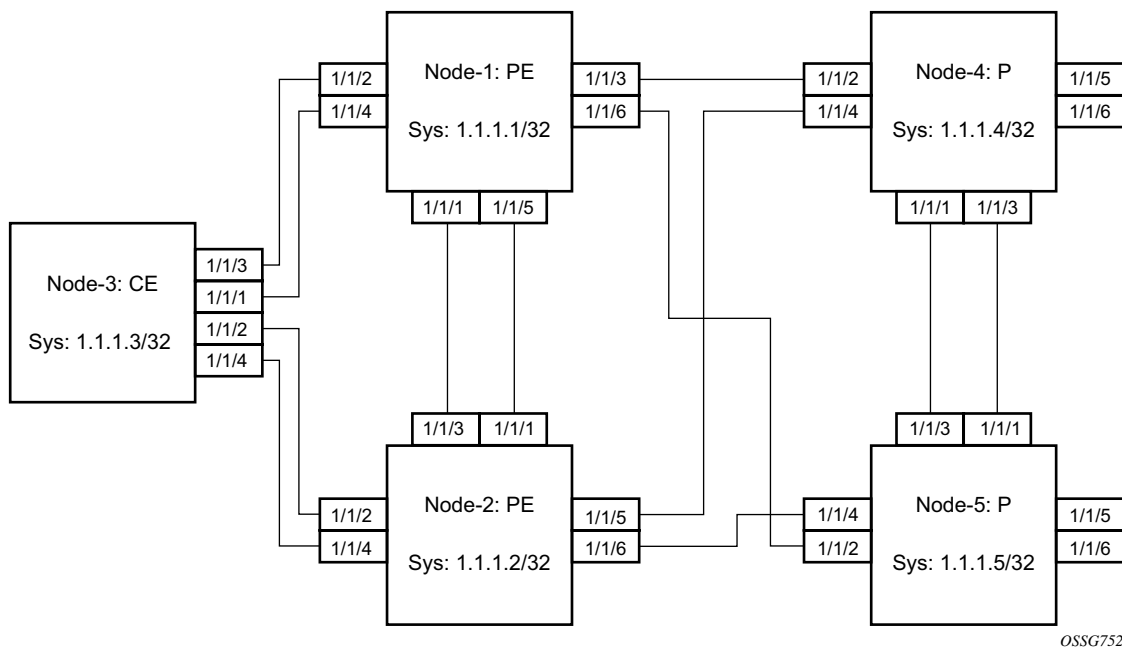 Node-1: PE
Sys: 1.1.1.1/32
1/1/2
1/1/4
1/1/3
1/1/6
1/1/1
1/1/5
Node-4: P
Sys: 1.1.1.4/32
1/1/2
1/1/4
1/1/5
1/1/6
1/1/1
1/1/3
Node-3: CE
Sys: 1.1.1.3/32
1/1/3
1/1/1
1/1/2
1/1/4
1/1/3
1/1/1
Node-2: PE
Sys: 1.1.1.2/32
1/1/2
1/1/4
1/1/5
1/1/6
1/1/3
1/1/1
Node-5: P
Sys: 1.1.1.5/32
1/1/4
1/1/2
1/1/5
1/1/6
OSSG752